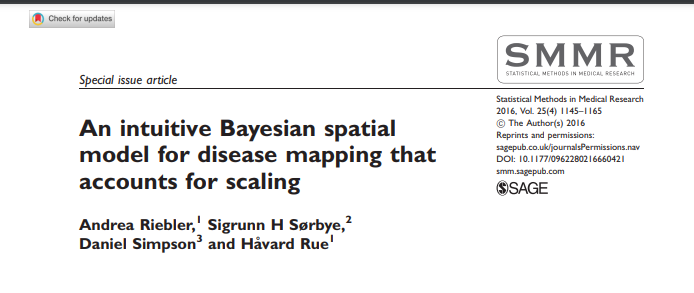 Check for updates
SMMR
STATISTICAL METHODS IN MEDICAL RESEARCH
Special issue article
An intuitive Bayesian spatial
model for disease mapping that
accounts for scaling
Andrea Riebler,1 Sigrunn H Sørbye,2
Daniel Simpson3 and Håvard Rue1
Statistical Methods in Medical Research
2016, Vol. 25(4) 1145–1165
© The Author(s) 2016
Reprints and permissions:
sagepub.co.uk/journalsPermissions.nav
DOI: 10.1177/0962280216660421
smm.sagepub.com
SAGE